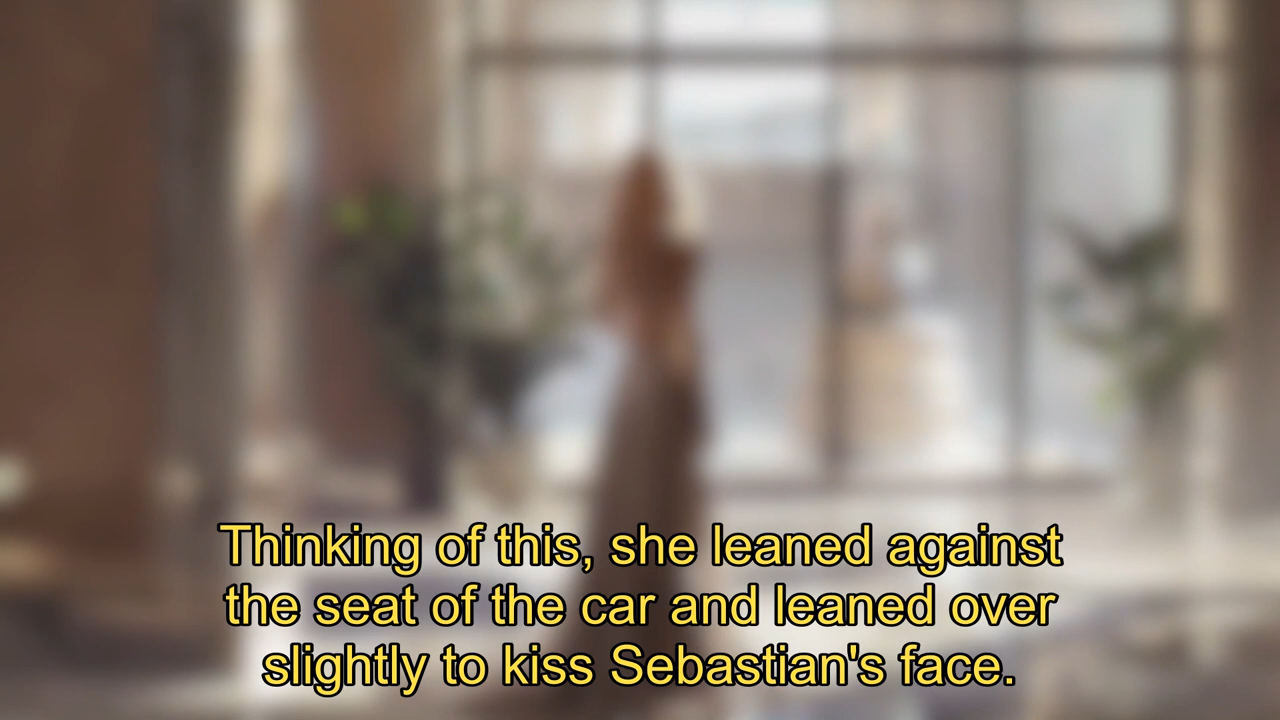 Thinking of this, she leaned against
the seat of the car and leaned over
slightly to kiss Sebastian's face.